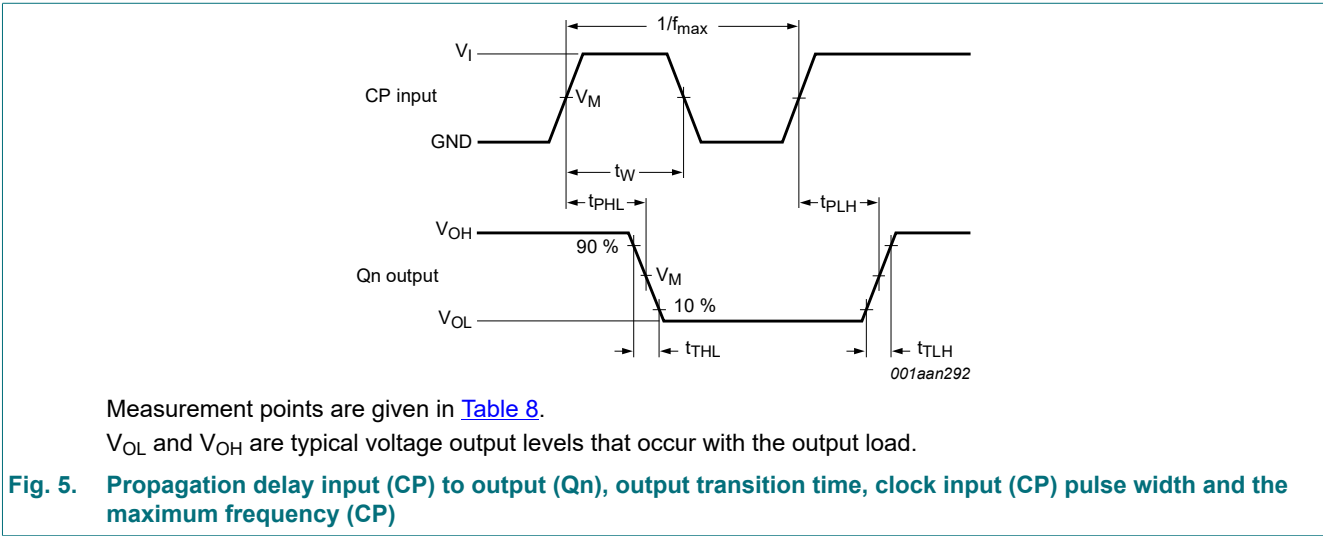 1/fmax
VI
CP input
VM
GND
tW
tPHL
tPLH
VOH
90 %
Qn output
VM
10 %
VOL
tTHL
tTLH
001aan292
Measurement points are given in Table 8.
VOL and VOH are typical voltage output levels that occur with the output load.
Fig. 5. Propagation delay input (CP) to output (Qn), output transition time, clock input (CP) pulse width and the
maximum frequency (CP)